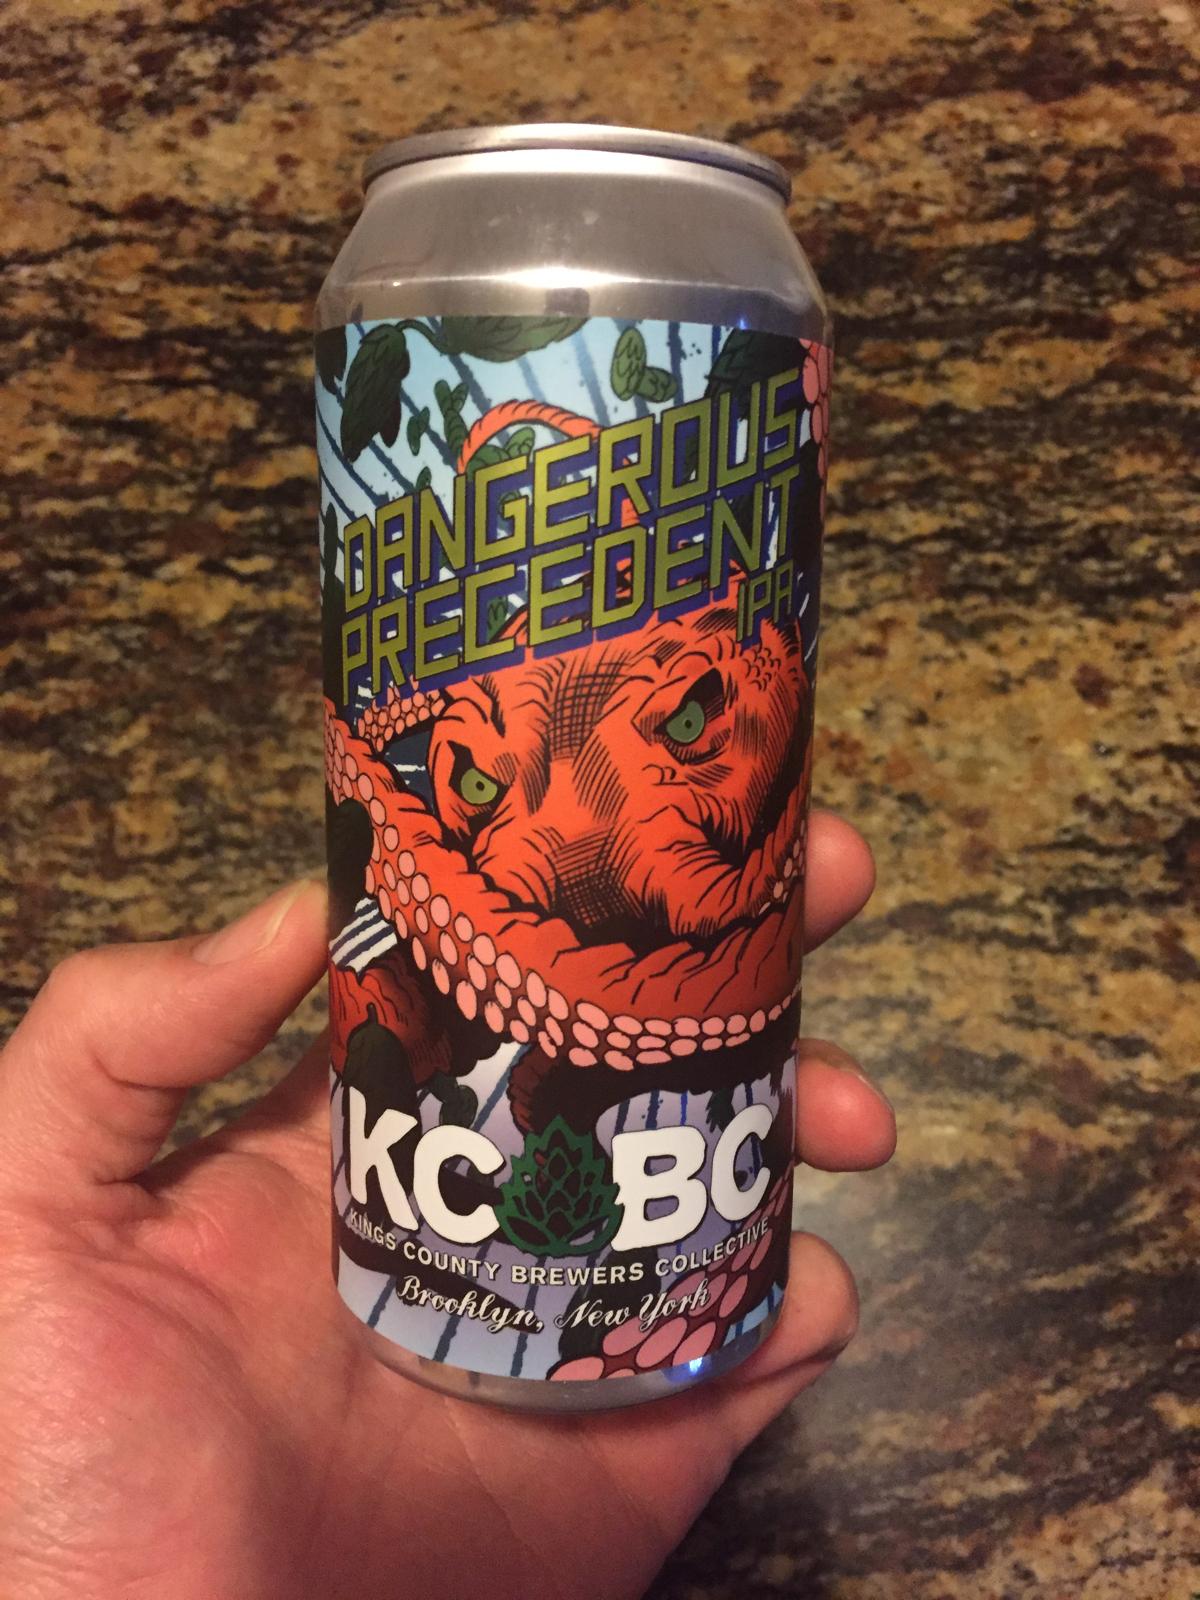 DANGEROUS
PRECEDENT
IPA
KC BC
KINGS COUNTY BREWERS COLLECTIVE
Brooklyn, New York